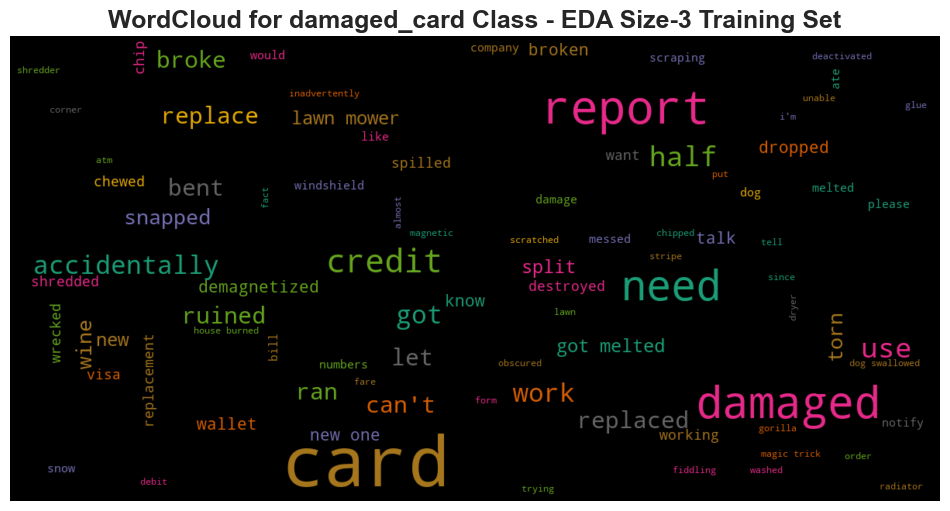 WordCloud for damaged_card Class - EDA Size-3 Training Set
company
chip
broke
would
broken
scraping
deactivated
shredder
ate
inadvertently
report
unable
corner
replace
lawn mower
glue
i'm
like
half
dropped
want
atm
spilled
put
chewed
bent
windshield
dog
melted
fact
damage
please
almost
snapped
magnetic
scratched
messed
chipped
talk
tell
accidentally
credit
stripe
split
need
since
shredded
demagnetized
destroyed
know
dryer
ruined
got
lawn
house burned
wrecked
wine
new
bill
let
got melted
torn
use
replacement
numbers
obscured
dog swallowed
visa
fare
ran
can't
form
work
damaged
wallet
replaced
gorilla
notify
new one
working
card
magic trick
order
snow
fiddling
washed
debit
trying
radiator